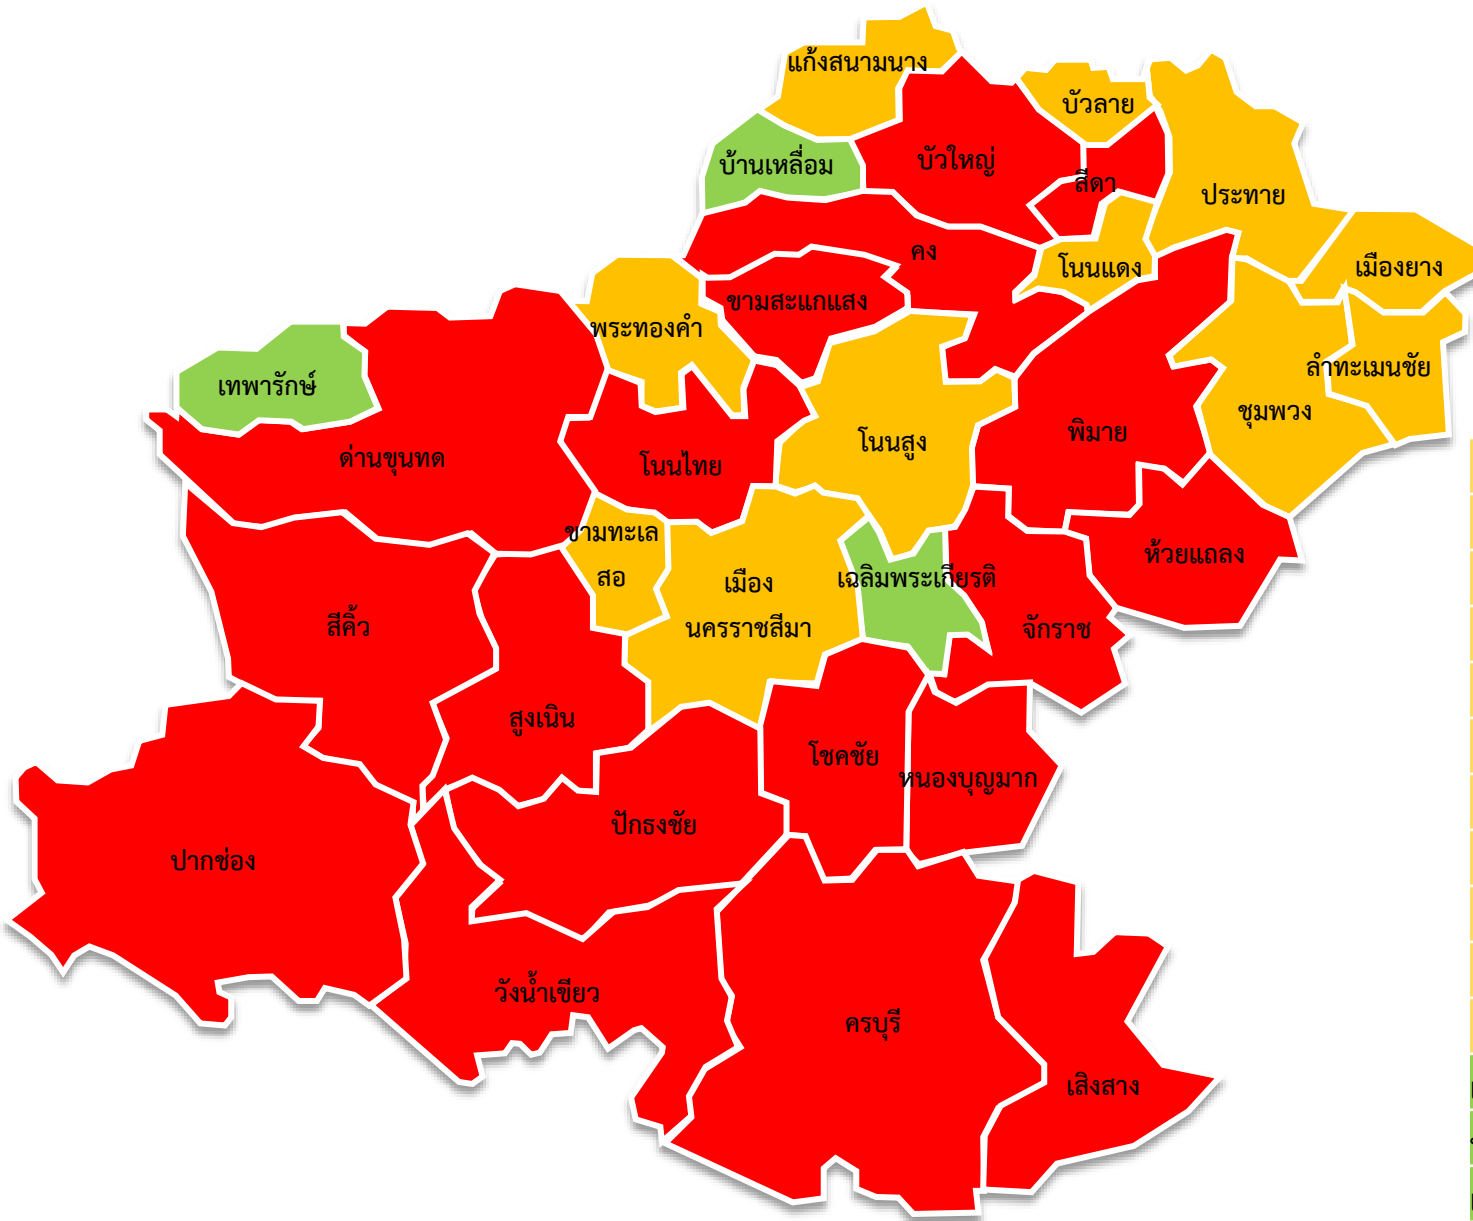 แก้งสนามนาง
บัวลาย
บ้านเหลื่อม
บัวใหญ่
สีดา
ประทาย
คง
โนนแดง
เมืองยาง
ขามสะแกแสง
พระทองคำ
ลำทะเมนชัย
เทพารักษ์
ชุมพวง
พิมาย
โนนสูง
ด่านขุนทด
โนนไทย
ขามทะเล
สอ
ห้วยแถลง
เมือง
นครราชสีมา
เฉลิมพระเกียรติ
สีคิ้ว
จักราช
สูงเนิน
โชคชัย
หนองบุญมาก
ปักธงชัย
ปากช่อง
วังน้ำเขียว
ครบุรี
เสิงสาง